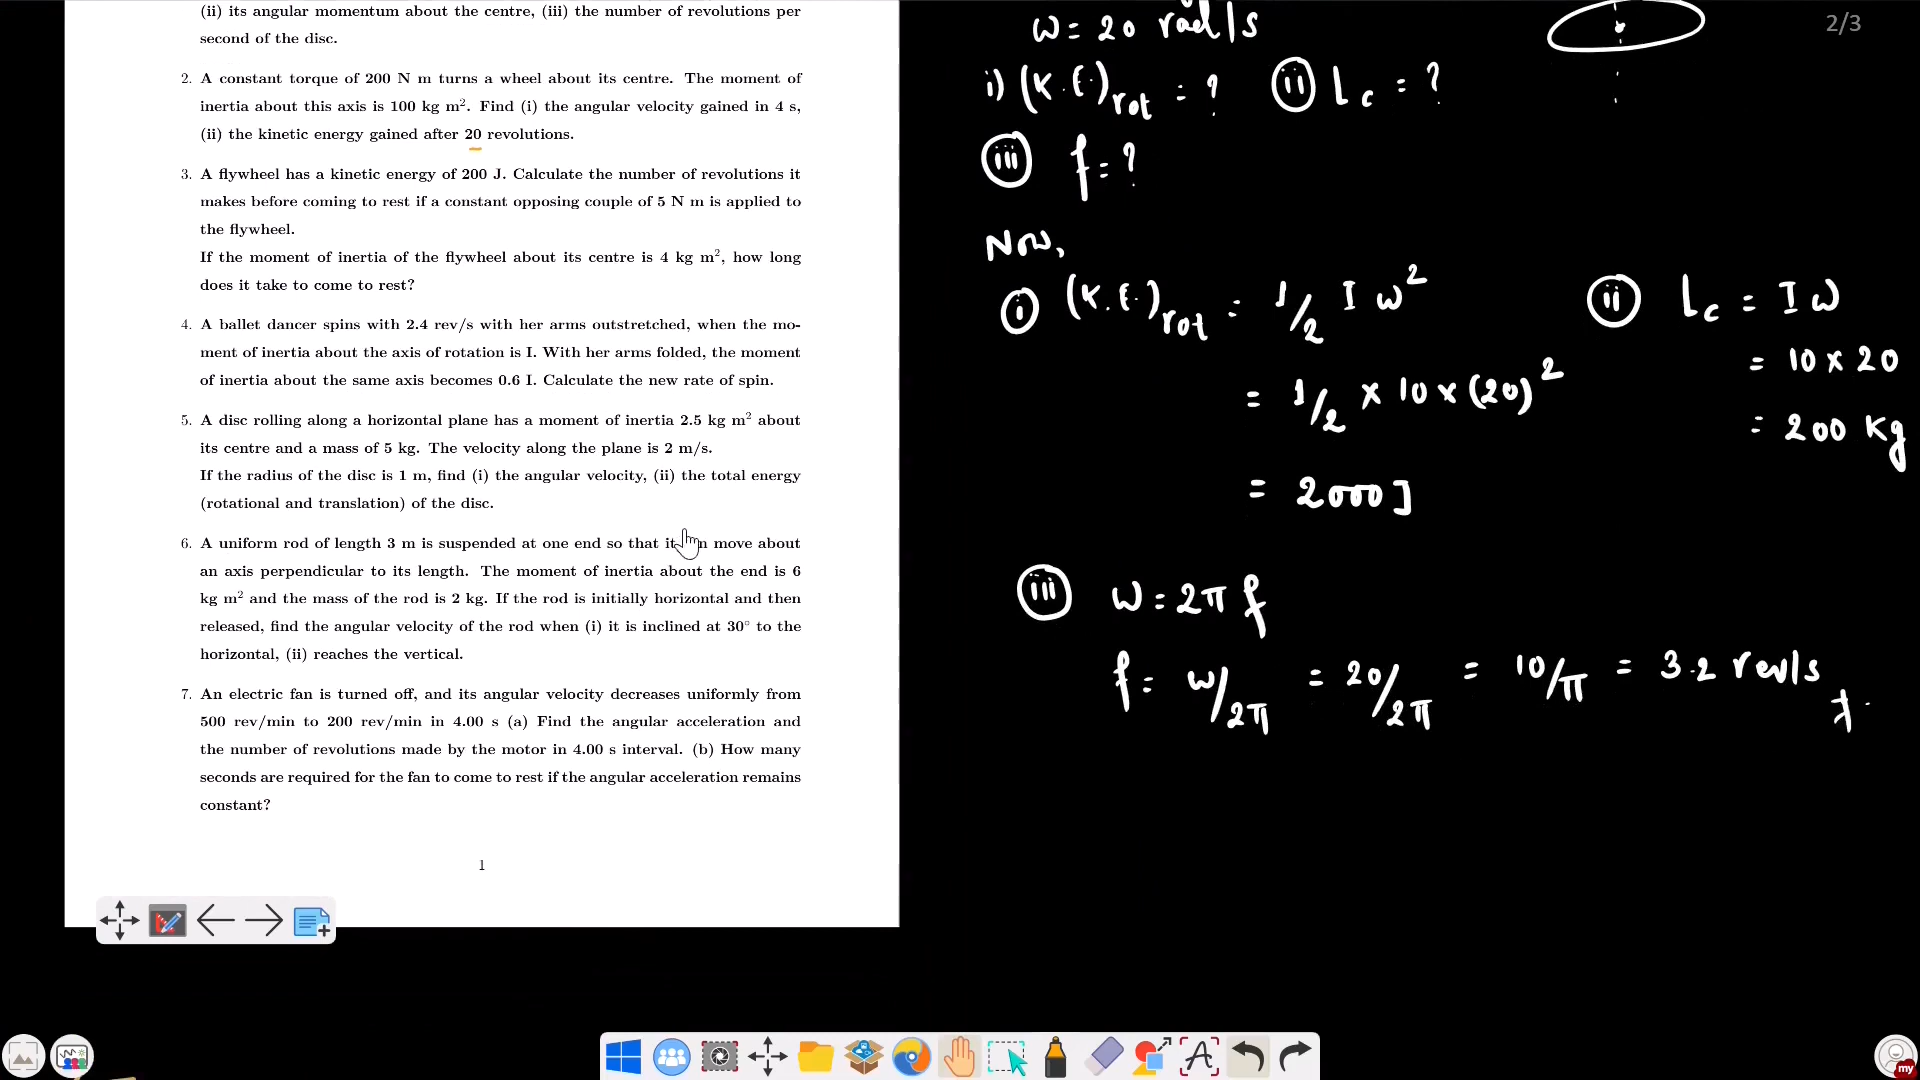 (ii) its angular momentum about the centre, (iii) the number of revolutions per
second of the disc.
2. A constant torque of 200 N m turns a wheel about its centre. The moment of
inertia about this axis is 100 kg m². Find (i) the angular velocity gained in 4 s,
(ii) the kinetic energy gained after 20 revolutions.
3. A flywheel has a kinetic energy of 200 J. Calculate the number of revolutions it
makes before coming to rest if a constant opposing couple of 5 N m is applied to
the flywheel.
If the moment of inertia of the flywheel about its centre is 4 kg m², how long
does it take to come to rest?
4. A ballet dancer spins with 2.4 rev/s with her arms outstretched, when the mo-
ment of inertia about the axis of rotation is I. With her arms folded, the moment
of inertia about the same axis becomes 0.6 I. Calculate the new rate of spin.
5. A disc rolling along a horizontal plane has a moment of inertia 2.5 kg m² about
its centre and a mass of 5 kg. The velocity along the plane is 2 m/s.
If the radius of the disc is 1 m, find (i) the angular velocity, (ii) the total energy
(rotational and translation) of the disc.
6. A uniform rod of length 3 m is suspended at one end so that it move about
an axis perpendicular to its length. The moment of inertia about the end is 6
kg m² and the mass of the rod is 2 kg. If the rod is initially horizontal and then
released, find the angular velocity of the rod when (i) it is inclined at 30° to the
horizontal, (ii) reaches the vertical.
7. An electric fan is turned off, and its angular velocity decreases uniformly from
500 rev/min to 200 rev/min in 4.00 s (a) Find the angular acceleration and
the number of revolutions made by the motor in 4.00 s interval. (b) How many
seconds are required for the fan to come to rest if the angular acceleration remains
constant?
1
2/3
ω = 20 rad/s
i) (K.E.)rot = ? (ii) Lc = ?
(iii) f = ?
Now,
(i) (K.E.)rot = 1/2 I ω²
= 1/2 × 10 × (20)²
= 2000 J
(ii) Lc = I ω
= 10 × 20
= 200 Kg
(iii) ω = 2π f
f = ω/2π = 20/2π = 10/π = 3.2 rev/s
my